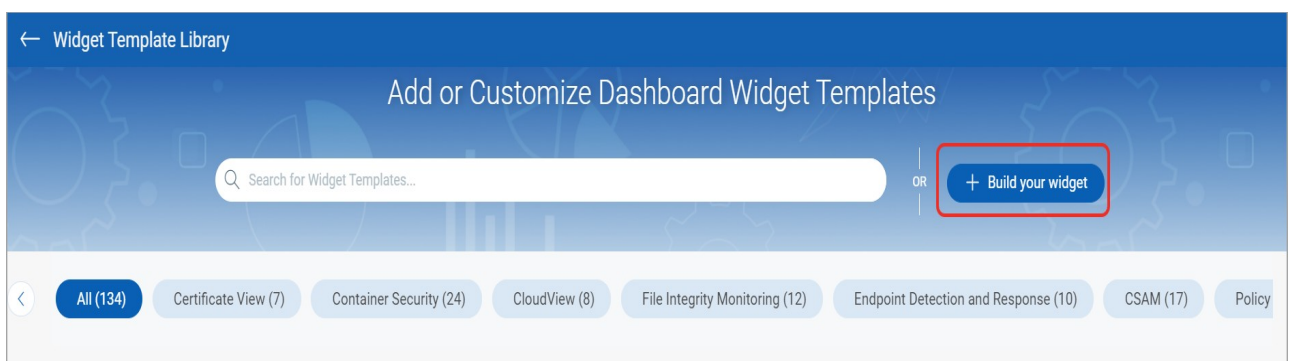 ← Widget Template Library
Add or Customize Dashboard Widget Templates
Search for Widget Templates...
OR
+ Build your widget
All (134) Certificate View (7) Container Security (24) CloudView (8) File Integrity Monitoring (12) Endpoint Detection and Response (10) CSAM (17) Policy